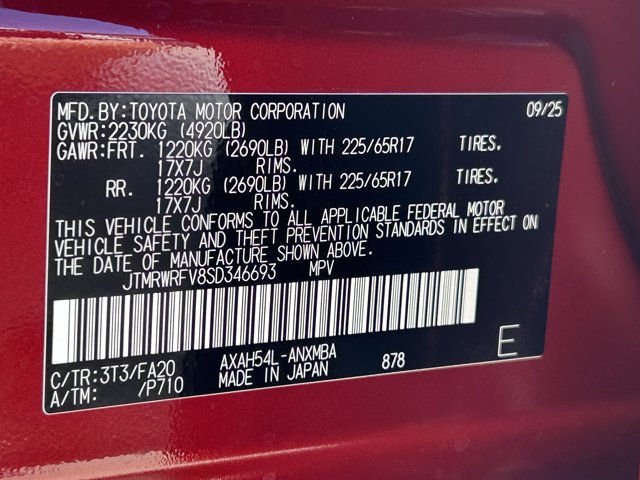 MFD.BY:TOYOTA MOTOR CORPORATION 09/25
GVWR:2230KG (4920LB)
GAWR:FRT. 1220KG (2690LB) WITH 225/65R17 TIRES.
17X7J RIMS.
RR. 1220KG (2690LB) WITH 225/65R17 TIRES.
17X7J RIMS.
THIS VEHICLE CONFORMS TO ALL APPLICABLE FEDERAL MOTOR
VEHICLE SAFETY AND THEFT PREVENTION STANDARDS IN EFFECT ON
THE DATE OF MANUFACTURE SHOWN ABOVE.
JTMRWRFV8SD346693 MPV
C/TR:3T3/FA20 AXAH54L-ANXMBA 878 E
A/TM: /P710 MADE IN JAPAN